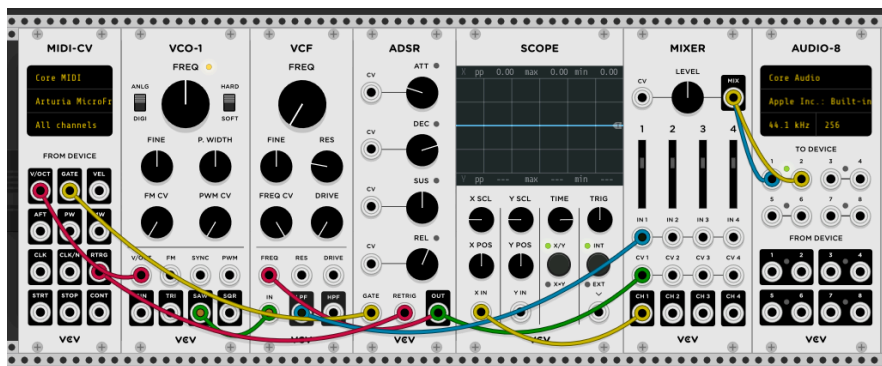 MIDI-CV
Core MIDI
Arturia MicroFr
All channels
FROM DEVICE
V/OCT GATE VEL
AFT PW MW
CLK CLK/N RTRG
STRT STOP CONT
VCV
VCO-1
FREQ
ANLG HARD
DIGI SOFT
FINE P. WIDTH
FM CV PWM CV
V/OCT FM SYNC PWM
SIN TRI SAW SQR
VCV
VCF
FREQ
FINE RES
FREQ CV DRIVE
FREQ RES DRIVE
IN LPF HPF
VCV
ADSR
ATT
CV
DEC
CV
SUS
CV
REL
CV
GATE RETRIG OUT
VCV
SCOPE
X pp 0.00 max 0.00 min 0.00
Y pp --- max --- min ---
X SCL Y SCL TIME TRIG
X POS Y POS X/Y INT
X×Y EXT
X IN Y IN
VCV
MIXER
LEVEL
CV MIX
1 2 3 4
IN 1 IN 2 IN 3 IN 4
CV 1 CV 2 CV 3 CV 4
CH 1 CH 2 CH 3 CH 4
VCV
AUDIO-8
Core Audio
Apple Inc.: Built-in
44.1 kHz 256
TO DEVICE
1 2 3 4
5 6 7 8
FROM DEVICE
1 2 3 4
5 6 7 8
VCV